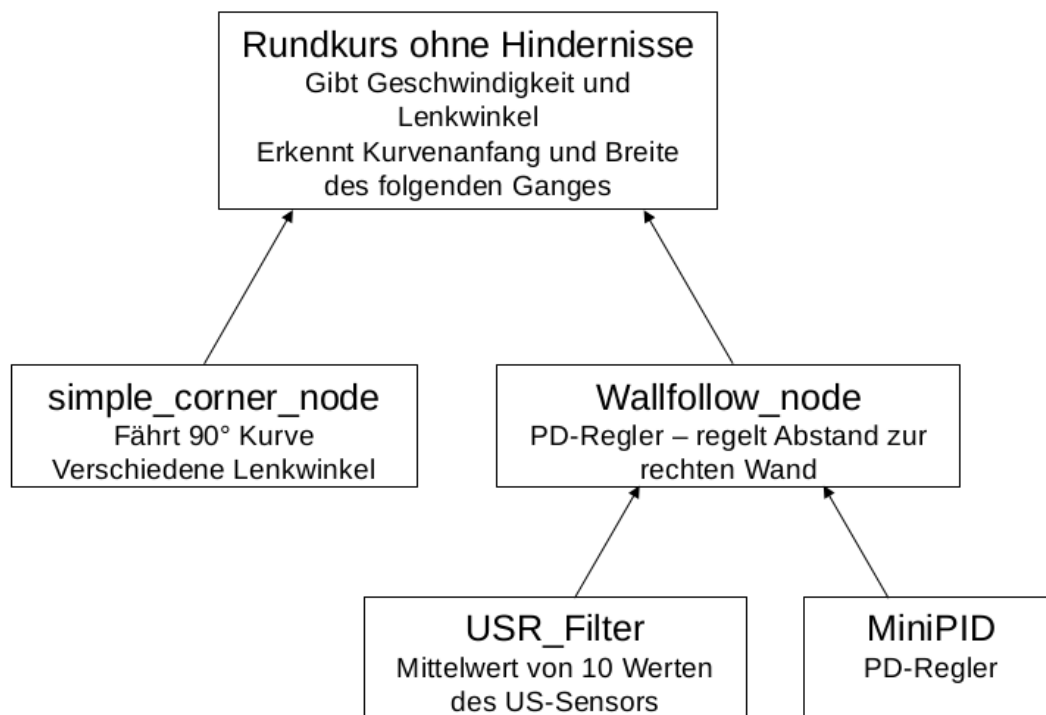 Rundkurs ohne Hindernisse
Gibt Geschwindigkeit und
Lenkwinkel
Erkennt Kurvenanfang und Breite
des folgenden Ganges
simple_corner_node
Fährt 90° Kurve
Verschiedene Lenkwinkel
Wallfollow_node
PD-Regler – regelt Abstand zur
rechten Wand
USR_Filter
Mittelwert von 10 Werten
des US-Sensors
MiniPID
PD-Regler